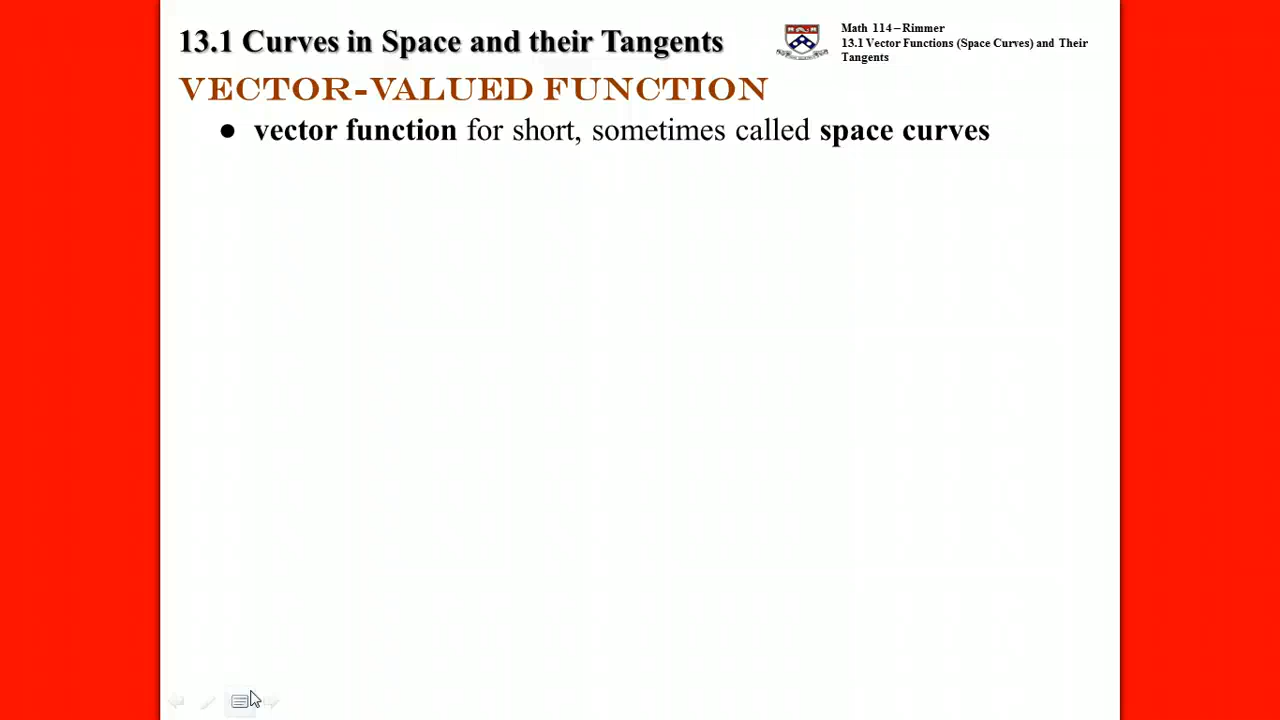 13.1 Curves in Space and their Tangents
Math 114 – Rimmer
13.1 Vector Functions (Space Curves) and Their
Tangents
VECTOR-VALUED FUNCTION
● vector function for short, sometimes called space curves